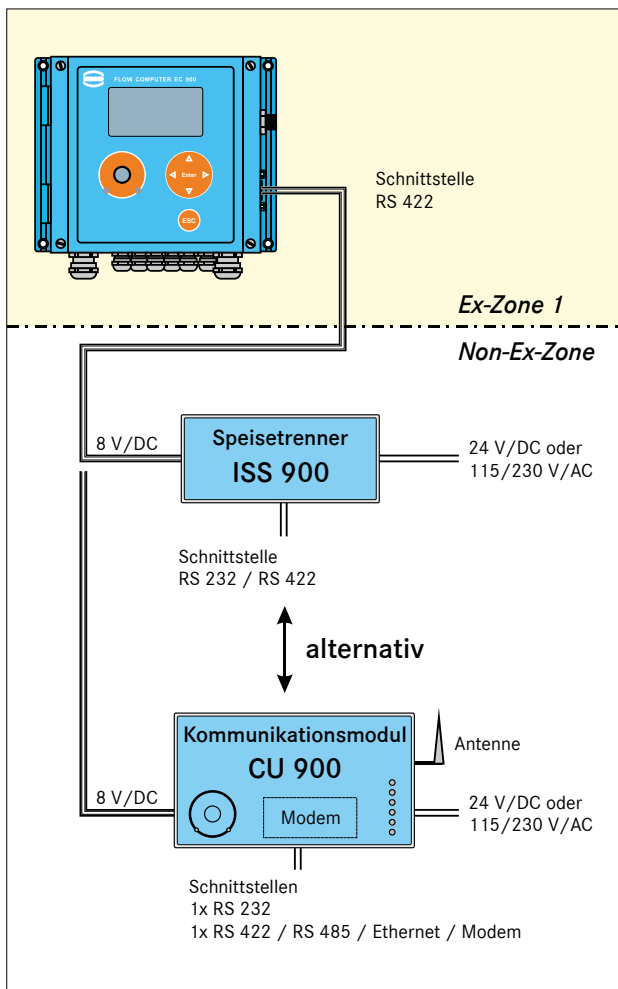 FLOW COMPUTER EC 900
Enter
ESC
Schnittstelle
RS 422
Ex-Zone 1
Non-Ex-Zone
8 V/DC
Speisetrenner
ISS 900
24 V/DC oder
115/230 V/AC
Schnittstelle
RS 232 / RS 422
alternativ
Kommunikationsmodul
CU 900
Antenne
8 V/DC
Modem
24 V/DC oder
115/230 V/AC
Schnittstellen
1x RS 232
1x RS 422 / RS 485 / Ethernet / Modem